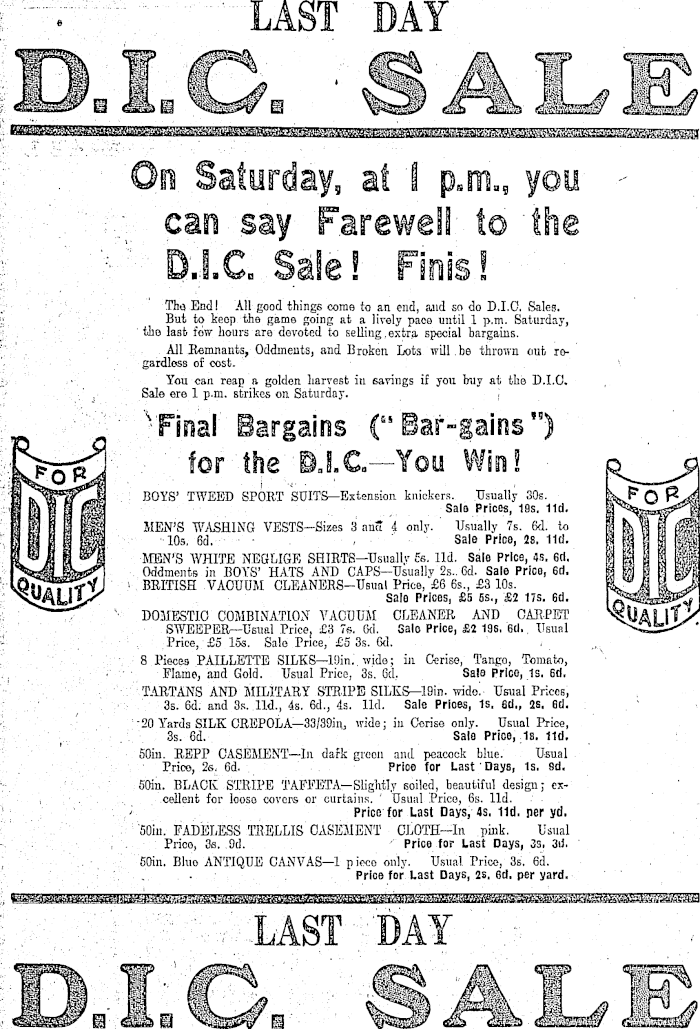 LAST DAY
D.I.C. SALE
On Saturday, at 1 p.m., you
can say Farewell to the
D.I.C. Sale! Finis!
The End! All good things come to an end, and so do D.I.C. Sales.
But to keep the game going at a lively pace until 1 p.m. Saturday,
the last few hours are devoted to selling extra special bargains.
All Remnants, Oddments, and Broken Lots will be thrown out re-
gardless of cost.
You can reap a golden harvest in savings if you buy at the D.I.C.
Sale ere 1 p.m. strikes on Saturday.
Final Bargains ("Bar-gains")
for the D.I.C.—You Win!
FOR
DIC
QUALITY
FOR
DIC
QUALITY
BOYS' TWEED SPORT SUITS—Extension knickers. Usually 30s.
Sale Prices, 19s. 11d.
MEN'S WASHING VESTS—Sizes 3 and 4 only. Usually 7s. 6d. to
10s. 6d. Sale Price, 2s. 11d.
MEN'S WHITE NEGLIGE SHIRTS—Usually 5s. 11d. Sale Price, 4s. 6d.
Oddments in BOYS' HATS AND CAPS—Usually 2s. 6d. Sale Price, 6d.
BRITISH VACUUM CLEANERS—Usual Price, £6 6s., £3 10s.
Sale Prices, £5 5s., £2 17s. 6d.
DOMESTIC COMBINATION VACUUM CLEANER AND CARPET
SWEEPER—Usual Price, £3 7s. 6d. Sale Price, £2 19s. 6d. Usual
Price, £5 15s. Sale Price, £5 3s. 6d.
8 Pieces PAILLETTE SILKS—19in. wide; in Cerise, Tango, Tomato,
Flame, and Gold. Usual Price, 3s. 6d. Sale Price, 1s. 6d.
TARTANS AND MILITARY STRIPE SILKS—19in. wide. Usual Prices,
3s. 6d. and 3s. 11d., 4s. 6d., 4s. 11d. Sale Prices, 1s. 6d., 2s. 6d.
20 Yards SILK CREPOLA—33/39in. wide; in Cerise only. Usual Price,
3s. 6d. Sale Price, 1s. 11d.
50in. REPP CASEMENT—In dark green and peacock blue. Usual
Price, 2s. 6d. Price for Last Days, 1s. 9d.
50in. BLACK STRIPE TAFFETA—Slightly soiled, beautiful design; ex-
cellent for loose covers or curtains. Usual Price, 6s. 11d.
Price for Last Days, 4s. 11d. per yd.
50in. FADELESS TRELLIS CASEMENT CLOTH—In pink. Usual
Price, 3s. 9d. Price for Last Days, 3s. 3d.
50in. Blue ANTIQUE CANVAS—1 piece only. Usual Price, 3s. 6d.
Price for Last Days, 2s. 6d. per yard.
LAST DAY
D.I.C. SALE